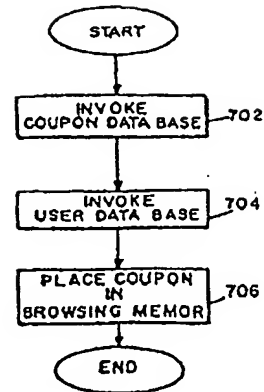 START
INVOKE
COUPON DATA BASE
702
INVOKE
USER DATA BASE
704
PLACE COUPON
IN
BROWSING MEMOR
706
END